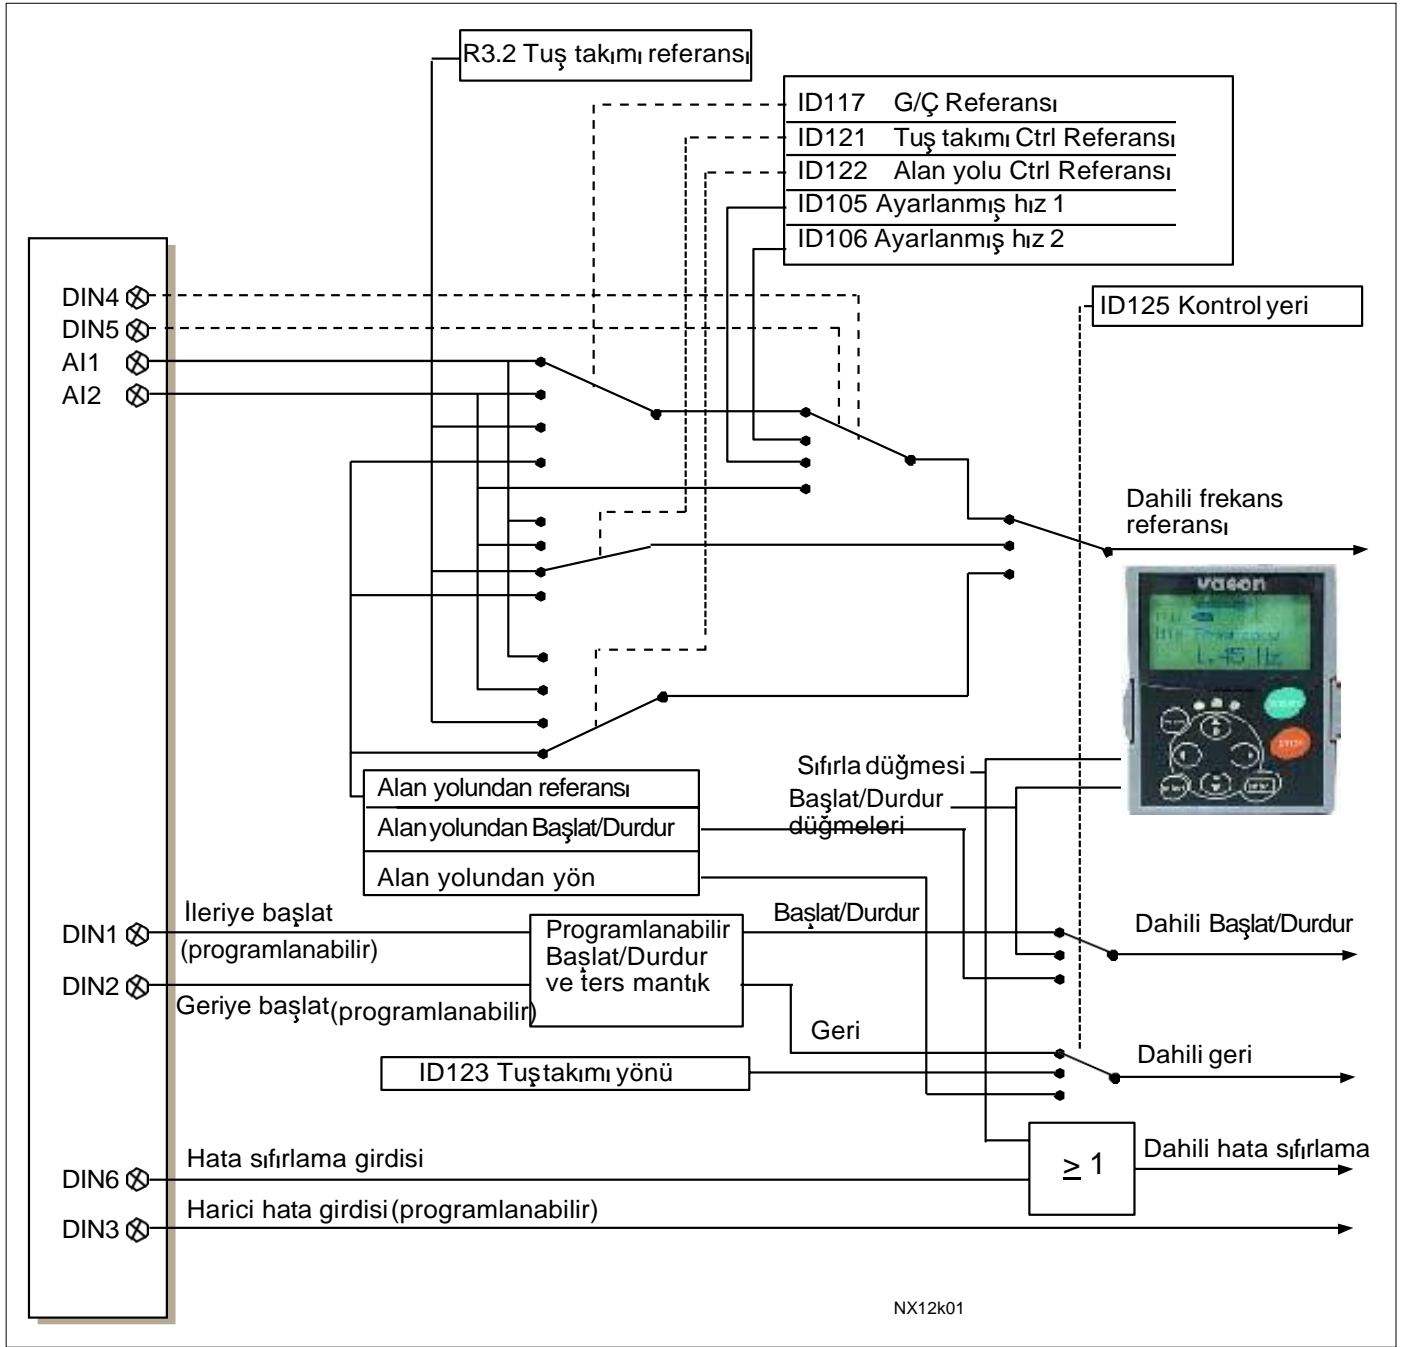 R3.2 Tuş takımı referansı
ID117 G/Ç Referansı
ID121 Tuş takımı Ctrl Referansı
ID122 Alan yolu Ctrl Referansı
ID105 Ayarlanmış hız 1
ID106 Ayarlanmış hız 2
ID125 Kontrol yeri
DIN4
DIN5
AI1
AI2
Dahili frekans
referansı
vacon
Sıfırla düğmesi
Başlat/Durdur
düğmeleri
Alan yolundan referansı
Alan yolundan Başlat/Durdur
Alan yolundan yön
DIN1
İleriye başlat
(programlanabilir)
DIN2
Geriye başlat (programlanabilir)
Programlanabilir
Başlat/Durdur
ve ters mantık
Başlat/Durdur
Geri
Dahili Başlat/Durdur
ID123 Tuş takımı yönü
Dahili geri
DIN6
Hata sıfırlama girdisi
≥ 1
Dahili hata sıfırlama
DIN3
Harici hata girdisi (programlanabilir)
NX12k01